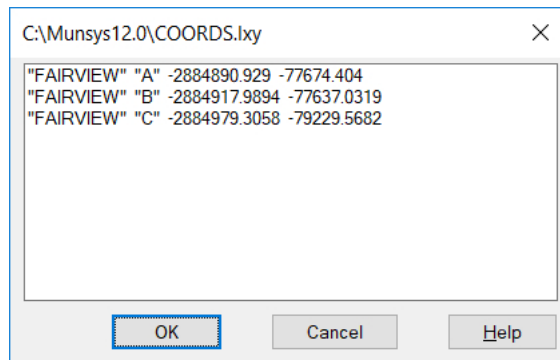 C:\Munsys12.0\COORDS.lxy
"FAIRVIEW" "A" -2884890.929 -77674.404
"FAIRVIEW" "B" -2884917.9894 -77637.0319
"FAIRVIEW" "C" -2884979.3058 -79229.5682
OK Cancel Help